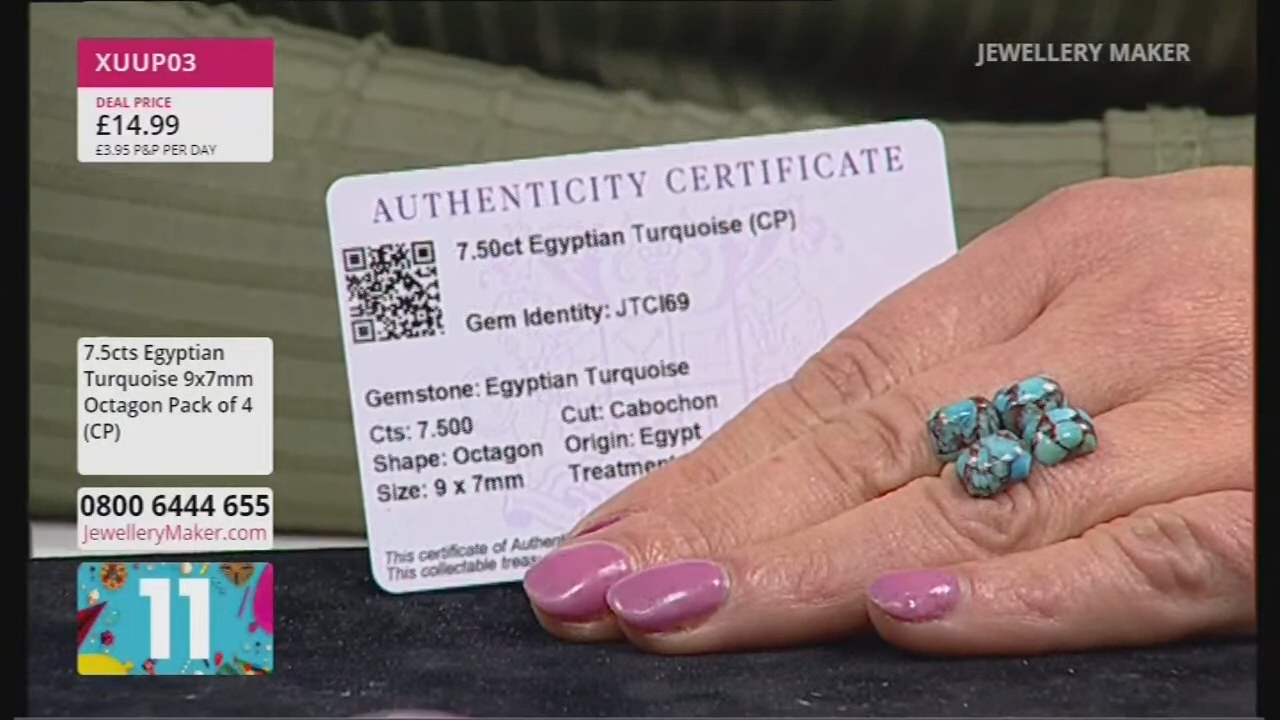 XUUP03
DEAL PRICE
£14.99
£3.95 P&P PER DAY
JEWELLERY MAKER
AUTHENTICITY CERTIFICATE
7.50ct Egyptian Turquoise (CP)
Gem Identity: JTCI69
Gemstone: Egyptian Turquoise
Cts: 7.500
Cut: Cabochon
Shape: Octagon
Origin: Egypt
Size: 9 x 7mm
This certificate of
This collectable
7.5cts Egyptian
Turquoise 9x7mm
Octagon Pack of 4
(CP)
0800 6444 655
JewelleryMaker.com
11